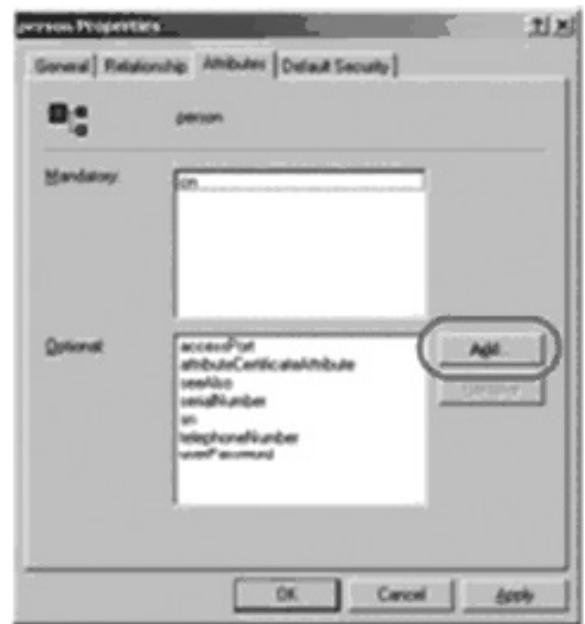 person Properties
General Relationship Attributes Default Security
person
Mandatory:
cn
Optional:
accessPort
attributeCertificateAttribute
seeAlso
serialNumber
sn
telephoneNumber
userPassword
Add...
Remove
OK
Cancel
Apply